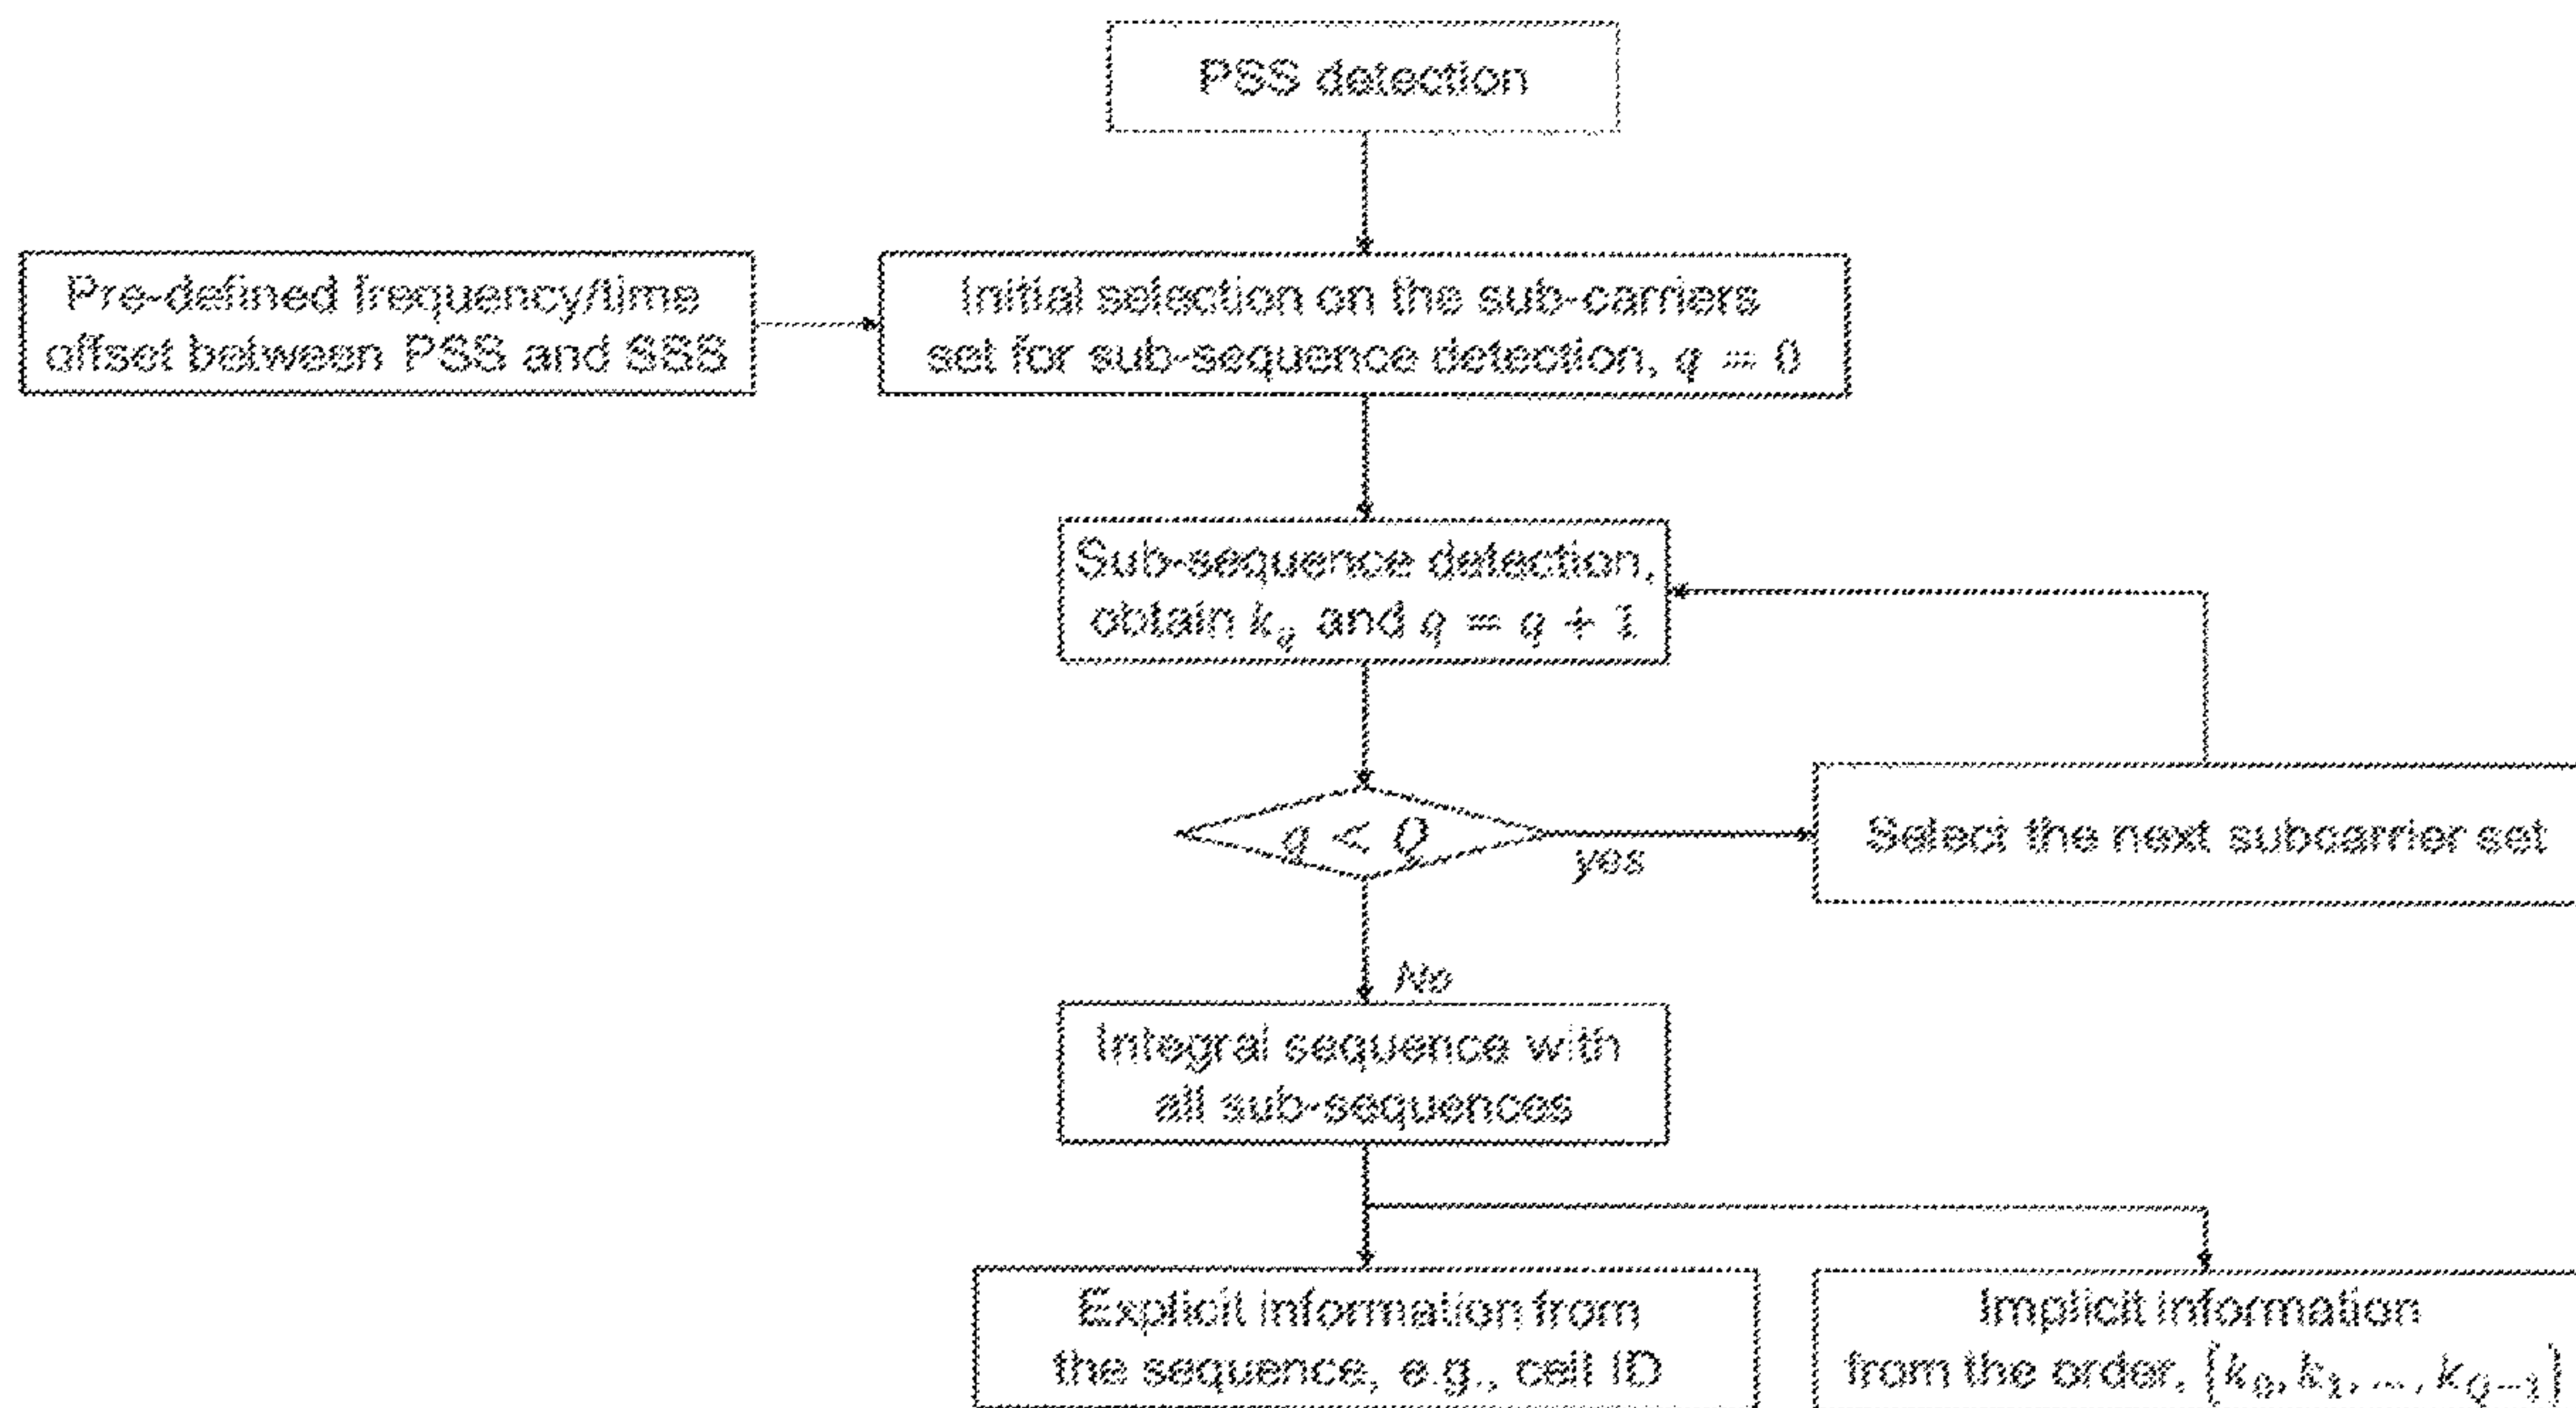 PSS detection
Pre-defined frequency/time
offset between PSS and SSS
Initial selection on the sub-carriers
set for sub-sequence detection, q = 0
Sub-sequence detection,
obtain k_q and q = q + 1
q < Q
yes
Select the next subcarrier set
No
Integral sequence with
all sub-sequences
Explicit information from
the sequence, e.g., cell ID
Implicit information
from the order, {k_0, k_1, ..., k_{Q-1}}